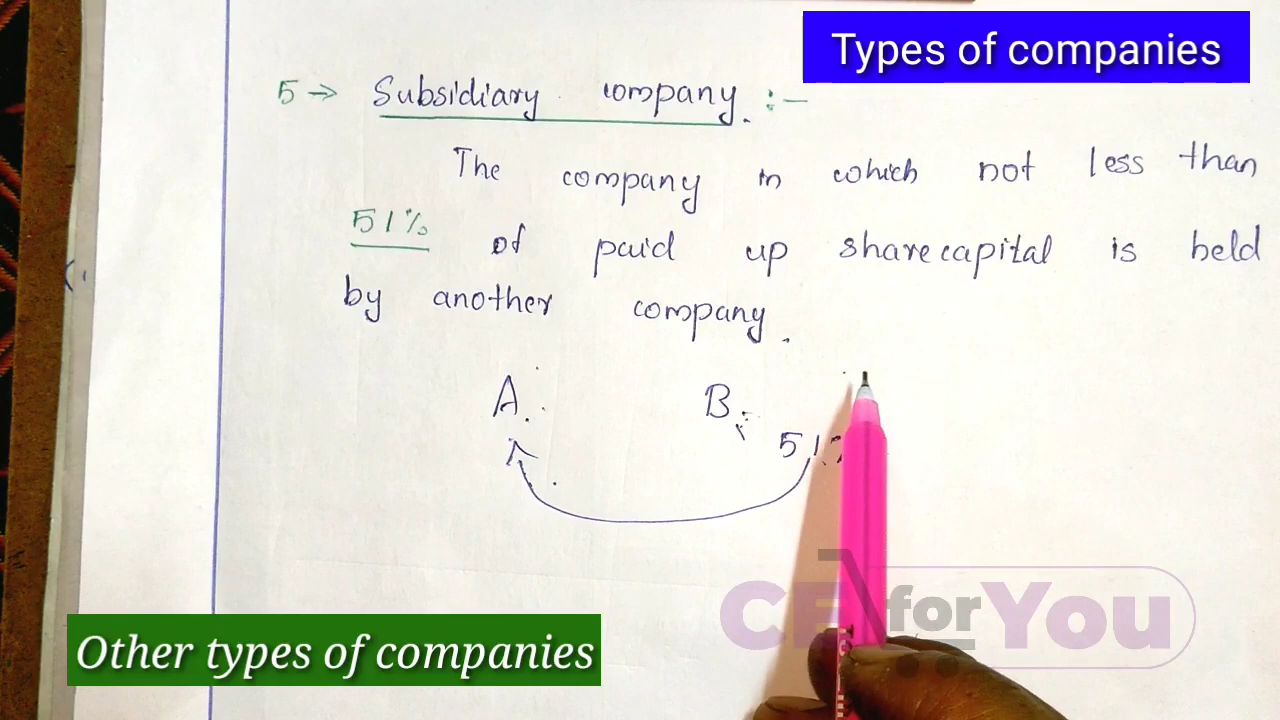 Types of companies
5 → Subsidiary company. :-
The company in which not less than
51% of paid up share capital is held
by another company.
A. B.
51%
CE for You
Other types of companies